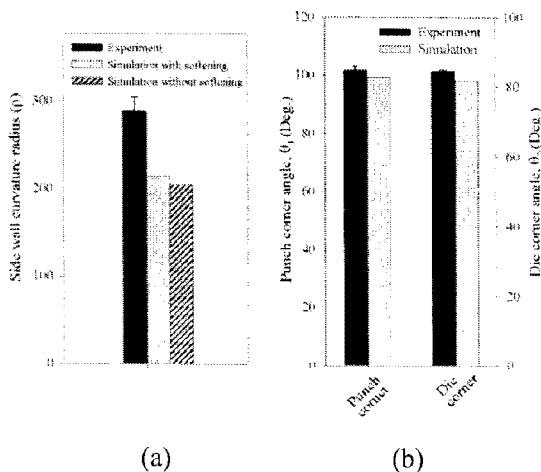 Experiment
Simulation with softening
Simulation without softening
Side wall curvature radius (ρ)
300
200
100
0
(a)
Experiment
Simulation
Punch corner angle, θ₁ (Deg.)
120
100
80
60
40
20
0
Die corner angle, θ₂ (Deg.)
100
80
60
40
20
0
Punch corner
Die corner
(b)